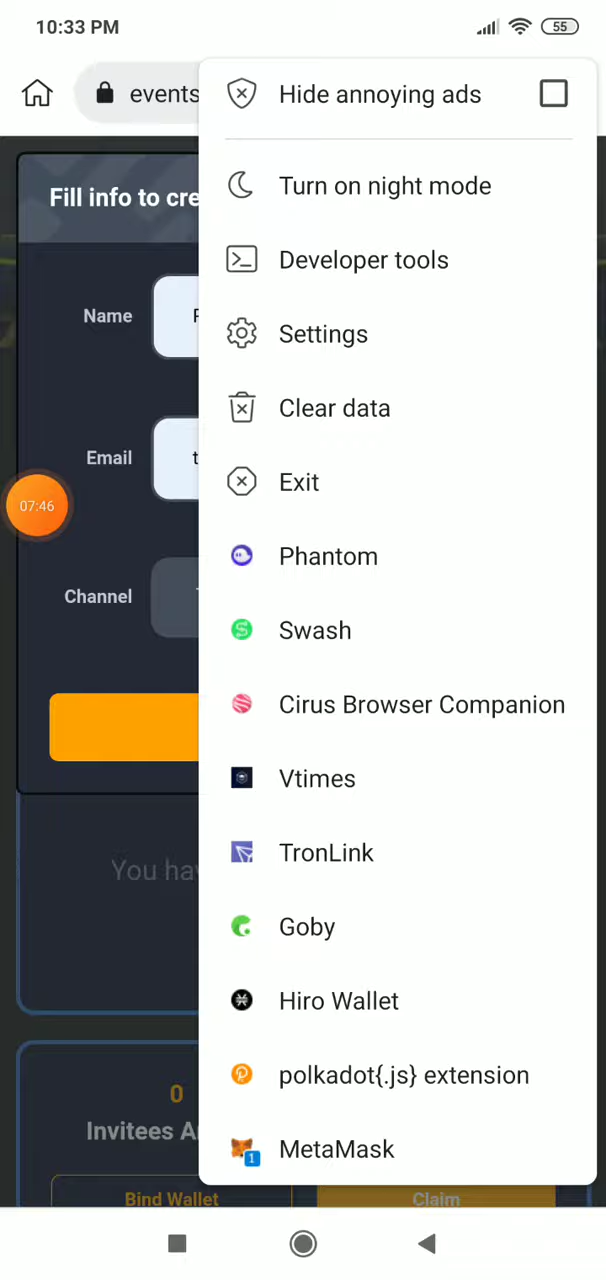 10:33 PM
55
events
Hide annoying ads
Fill info to cre
Turn on night mode
Developer tools
Name
Settings
Clear data
Email
t
Exit
07:46
Phantom
Channel
Swash
Cirus Browser Companion
Vtimes
TronLink
You hav
Goby
Hiro Wallet
polkadot{.js} extension
0
Invitees A
MetaMask
1
Bind Wallet
Claim